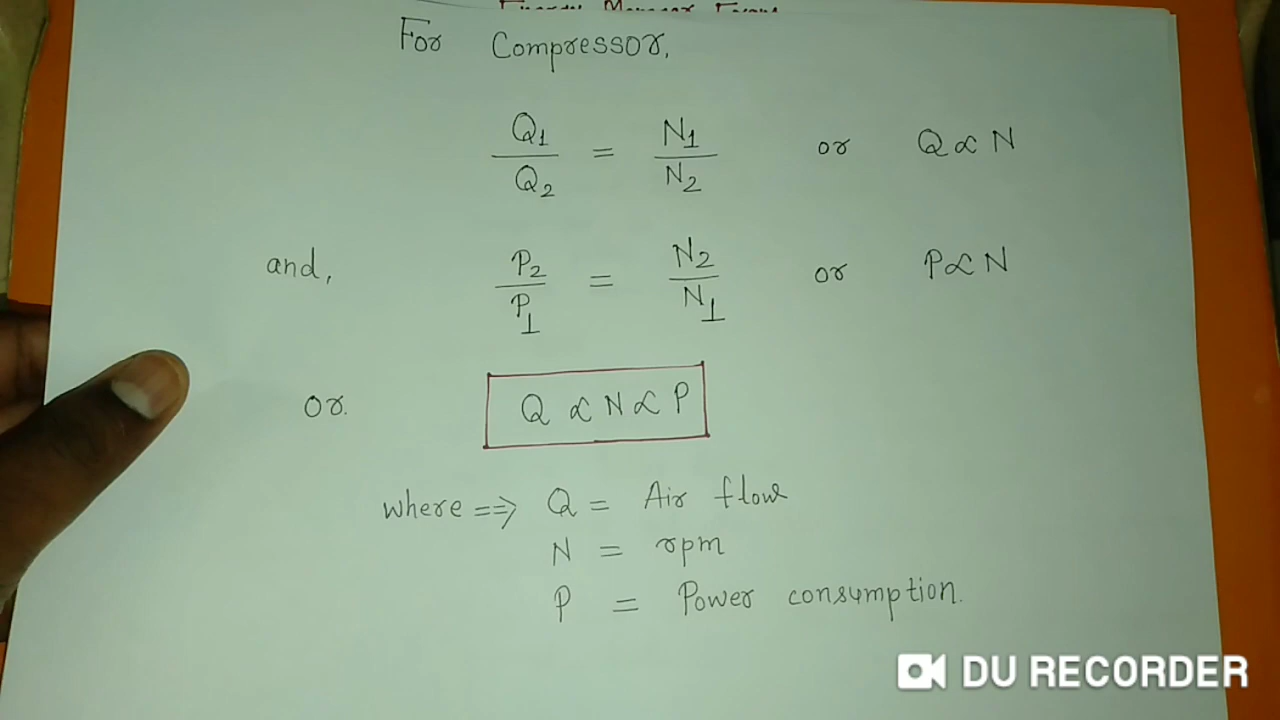 For Compressor,
Q1/Q2 = N1/N2 or Q ∝ N
and, P2/P1 = N2/N1 or P ∝ N
or. Q ∝ N ∝ P
where ==> Q = Air flow
N = rpm
P = Power consumption.
DU RECORDER